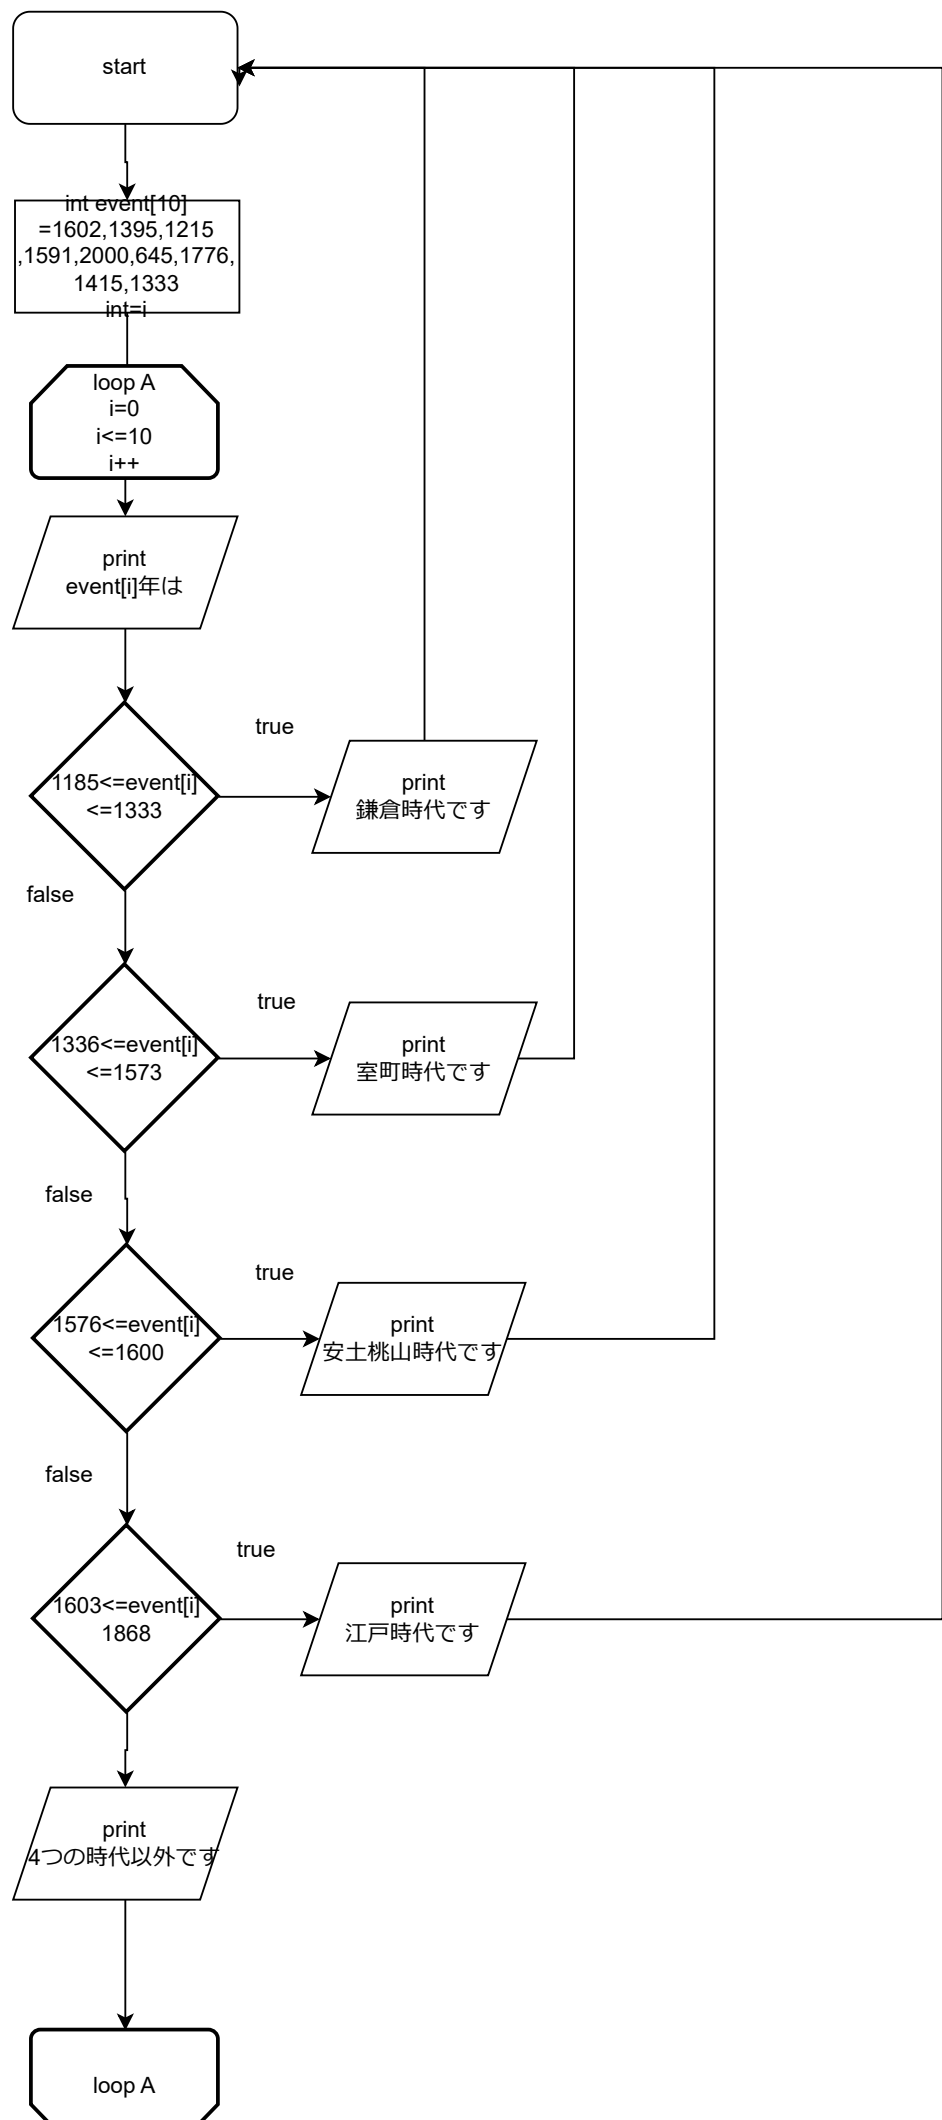 start
int event[10]
=1602,1395,1215
,1591,2000,645,1776,
1415,1333
int=i
loop A
i=0
i<=10
i++
print
event[i]年は
1185<=event[i]
<=1333
true
print
鎌倉時代です
false
1336<=event[i]
<=1573
true
print
室町時代です
false
1576<=event[i]
<=1600
true
print
安土桃山時代です
false
1603<=event[i]
1868
true
print
江戸時代です
print
4つの時代以外です
loop A